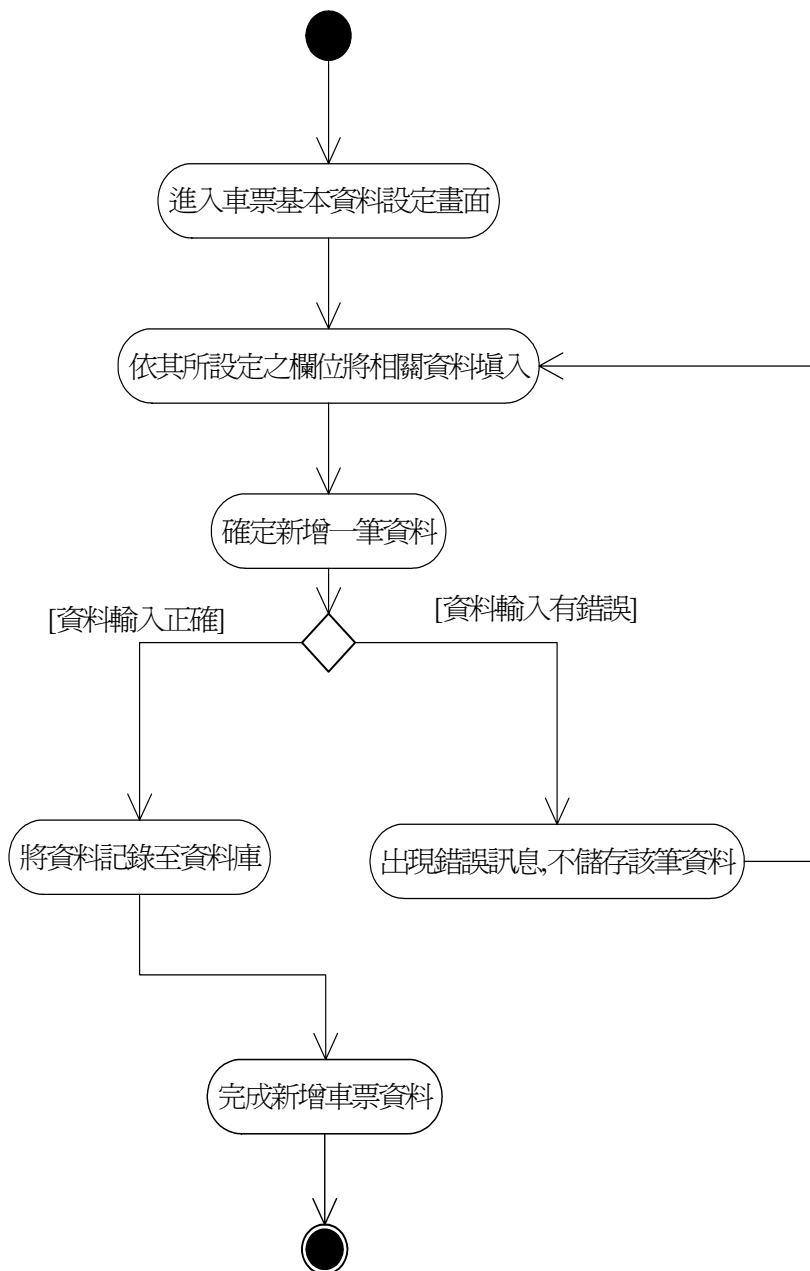 進入車票基本資料設定畫面
依其所設定之欄位將相關資料填入
確定新增一筆資料
[資料輸入正確]
[資料輸入有錯誤]
將資料記錄至資料庫
出現錯誤訊息,不儲存該筆資料
完成新增車票資料